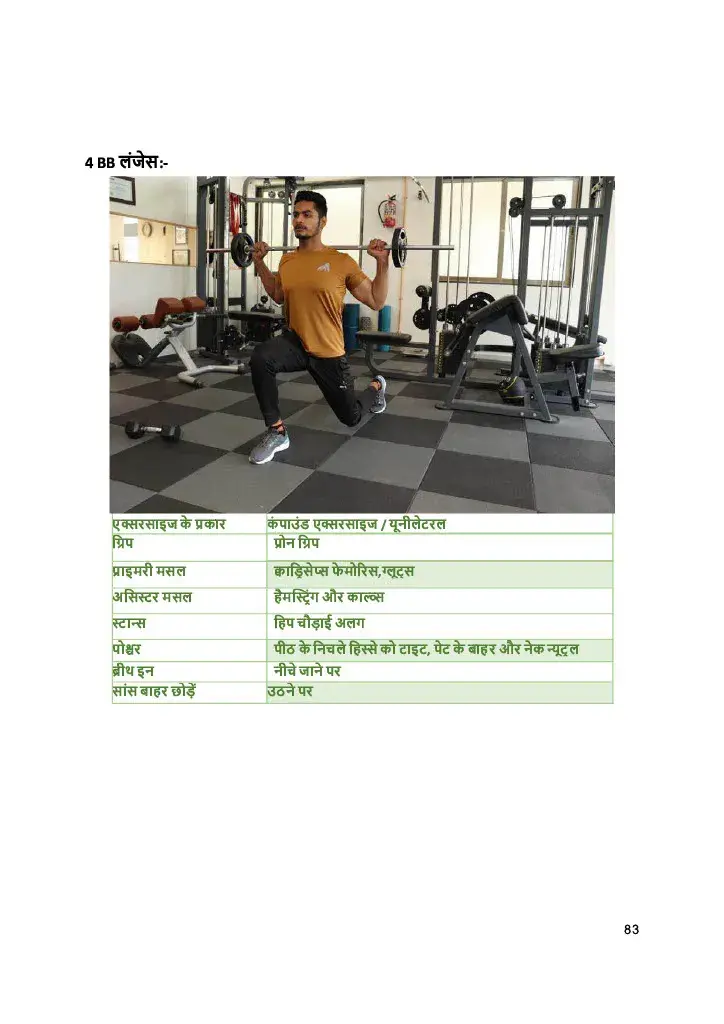 4 BB लंजेस:-
एक्सरसाइज के प्रकार कंपाउंड एक्सरसाइज / यूनीलेटरल
ग्रिप प्रोन ग्रिप
प्राइमरी मसल क्वाड्रिसेप्स फेमोरिस,ग्लूट्स
असिस्टर मसल हैमस्ट्रिंग और काल्व्स
स्टान्स हिप चौड़ाई अलग
पोश्चर पीठ के निचले हिस्से को टाइट, पेट के बाहर और नेक न्यूट्रल
ब्रीथ इन नीचे जाने पर
सांस बाहर छोड़ें उठने पर
83